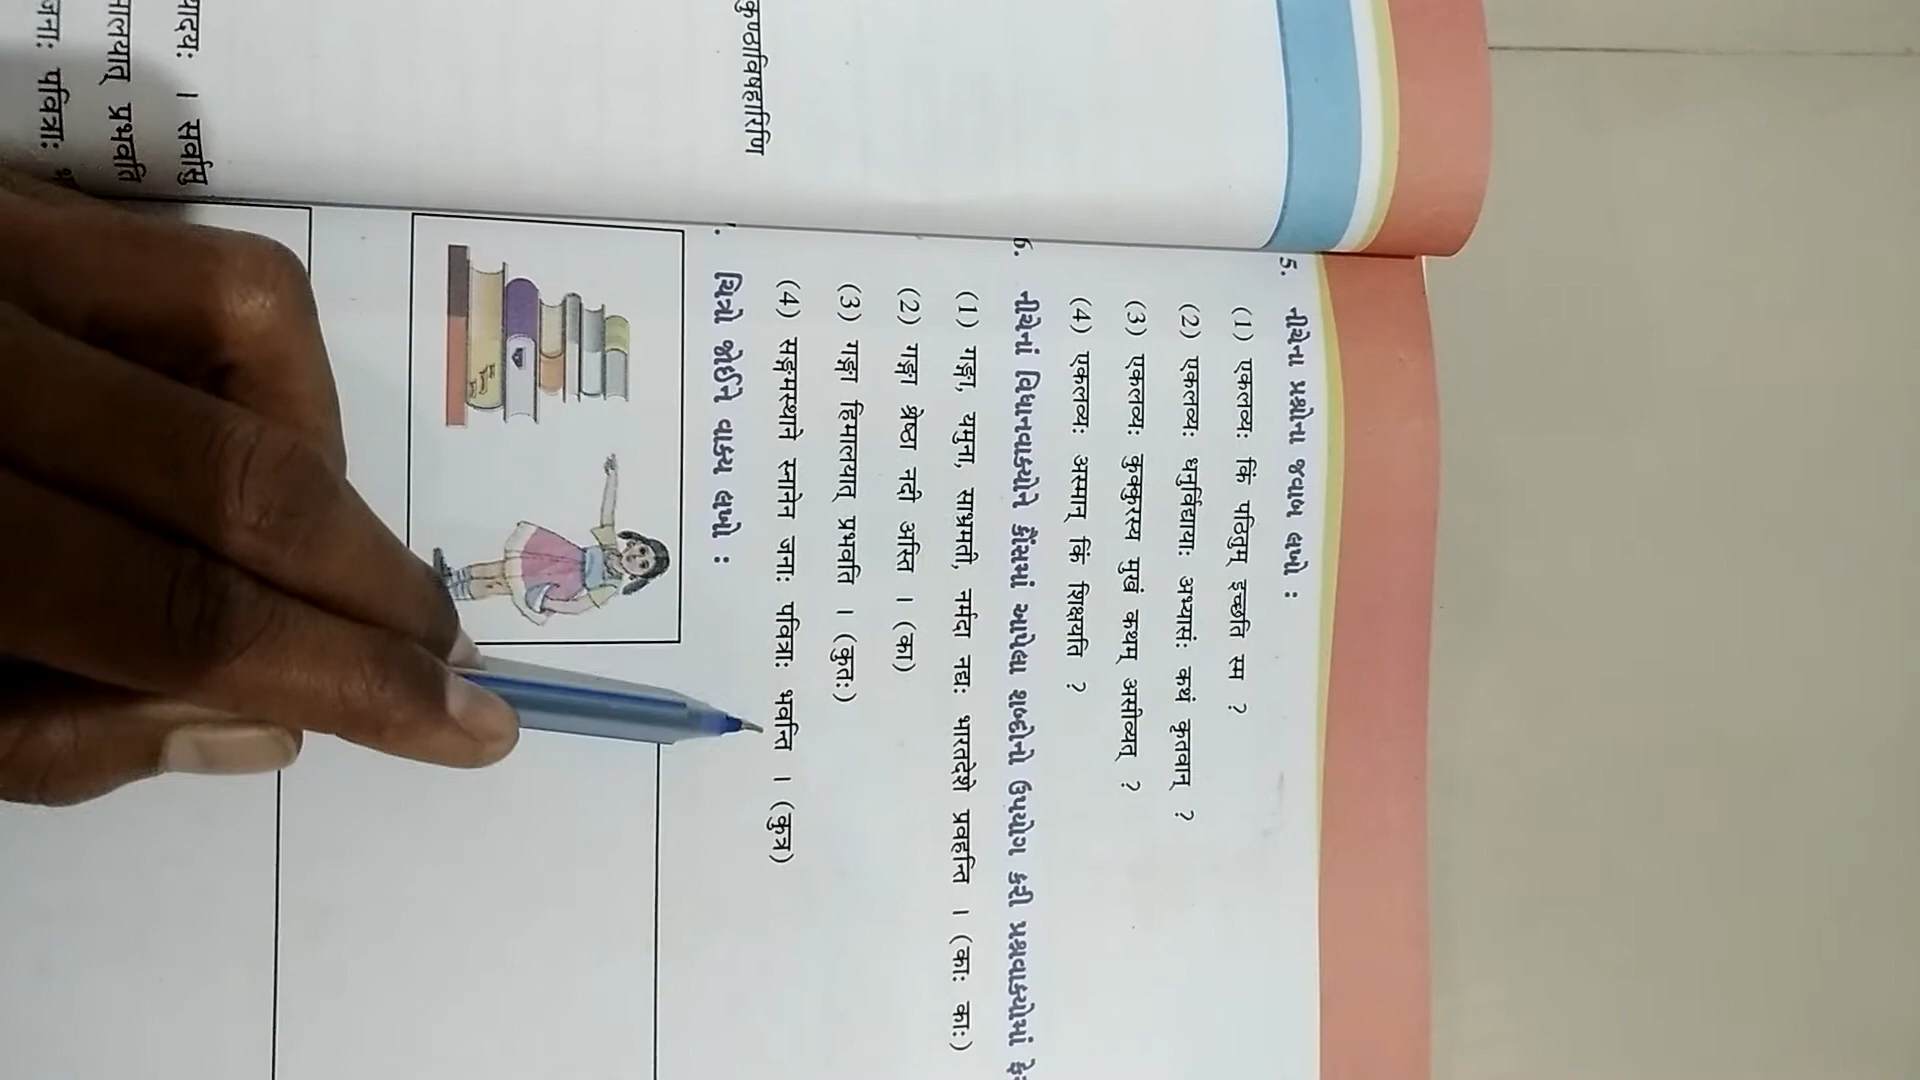 कुण्ठाविषहारिणि
। सर्वासु
मालयात् प्रभवति
पवित्राः
5. નીચેના પ્રશ્નોના જવાબ લખો :
(1) एकलव्यः किं पठितुम् इच्छति स्म ?
(2) एकलव्यः धनुर्विद्यायाः अभ्यासं: कथं कृतवान् ?
(3) एकलव्यः कुक्कुरस्य मुखं कथम् असीव्यत् ?
(4) एकलव्यः अस्मान् किं शिक्षयति ?
6. નીચેનાં વિધાનવાક્યોને કૌંસમાં આપેલા શબ્દોનો ઉપયોગ કરી પ્રશ્નવાક્યોમાં
(1) गङ्गा, यमुना, साभ्रमती, नर्मदा नद्यः भारतदेशे प्रवहन्ति । (काः काः)
(2) गङ्गा श्रेष्ठा नदी अस्ति । (का)
(3) गङ्गा हिमालयात् प्रभवति । (कुतः)
(4) सङ्गमस्थाने स्नानेन जनाः पवित्राः भवन्ति । (कुत्र)
ચિત્રો જોઈને વાક્ય લખો :